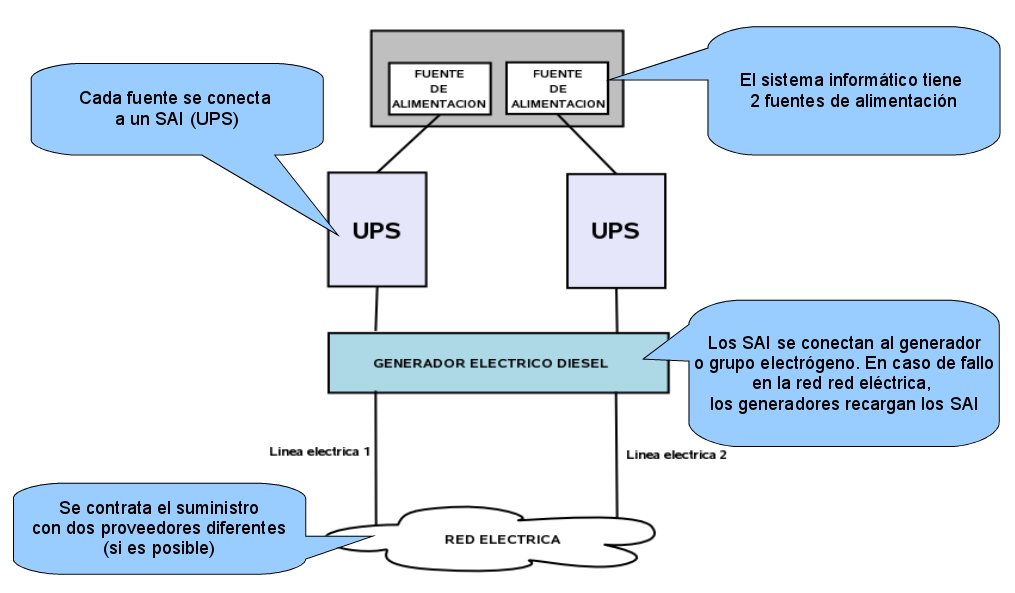 FUENTE
DE
ALIMENTACION
FUENTE
DE
ALIMENTACION
El sistema informático tiene
2 fuentes de alimentación
Cada fuente se conecta
a un SAI (UPS)
UPS
UPS
GENERADOR ELECTRICO DIESEL
Los SAI se conectan al generador
o grupo electrógeno. En caso de fallo
en la red red eléctrica,
los generadores recargan los SAI
Linea electrica 1
Linea electrica 2
Se contrata el suministro
con dos proveedores diferentes
(si es posible)
RED ELECTRICA